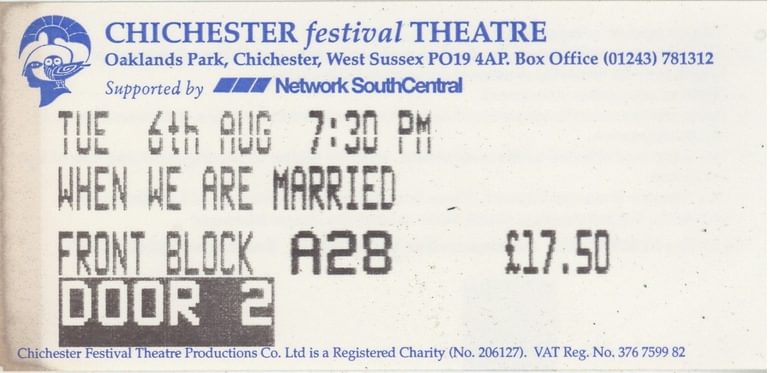 CHICHESTER festival THEATRE
Oaklands Park, Chichester, West Sussex PO19 4AP. Box Office (01243) 781312
Supported by Network SouthCentral
TUE 6th AUG 7:30 PM
WHEN WE ARE MARRIED
FRONT BLOCK A28 £17.50
DOOR 2
Chichester Festival Theatre Productions Co. Ltd is a Registered Charity (No. 206127). VAT Reg. No. 376 7599 82